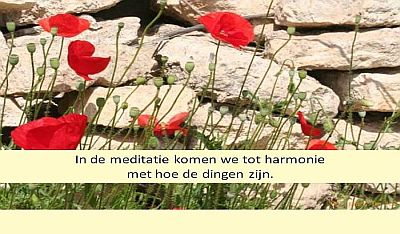 In de meditatie komen we tot harmonie
met hoe de dingen zijn.